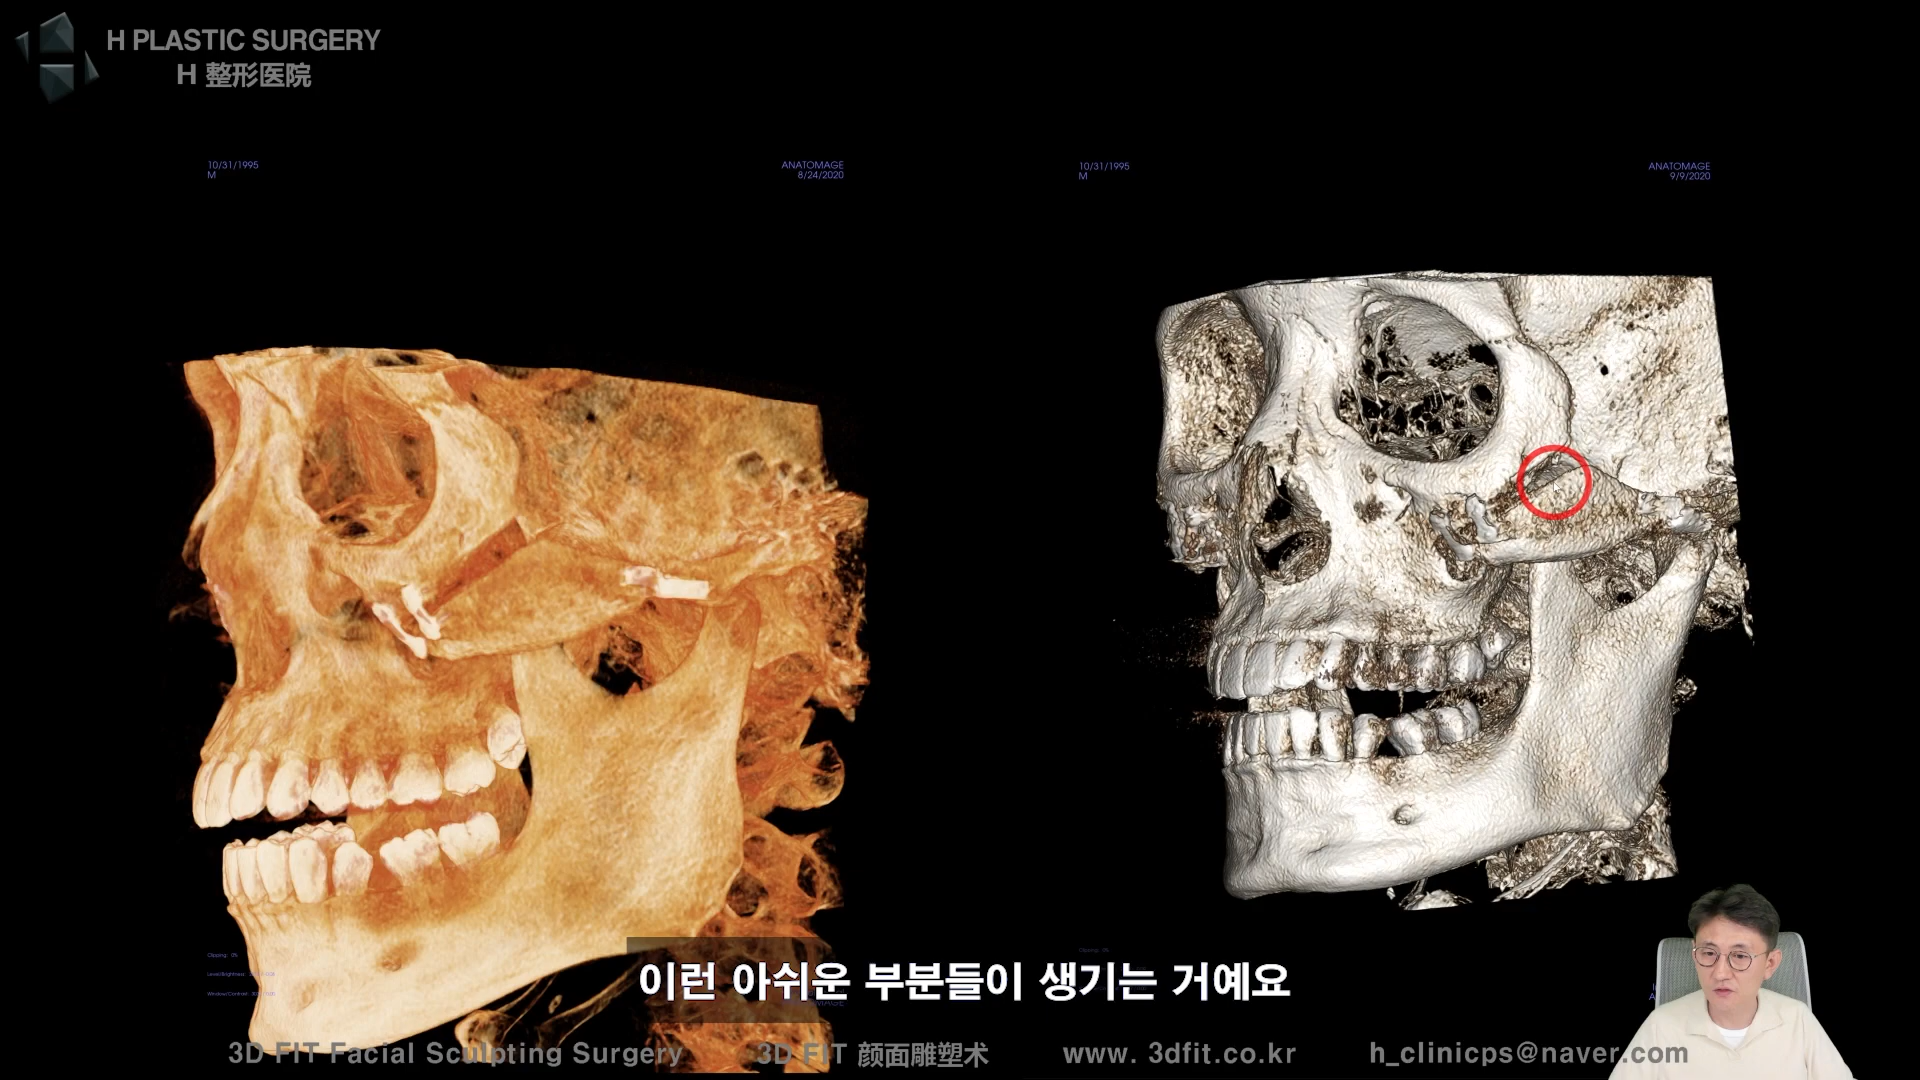 H PLASTIC SURGERY
H 整形医院
10/31/1995
M
ANATOMAGE
8/24/2020
10/31/1995
M
ANATOMAGE
9/9/2020
Clipping: 0%
이런 아쉬운 부분들이 생기는 거예요
3D FIT Facial Sculpting Surgery 3D FIT 颜面雕塑术 www. 3dfit.co.kr h_clinicps@naver.com